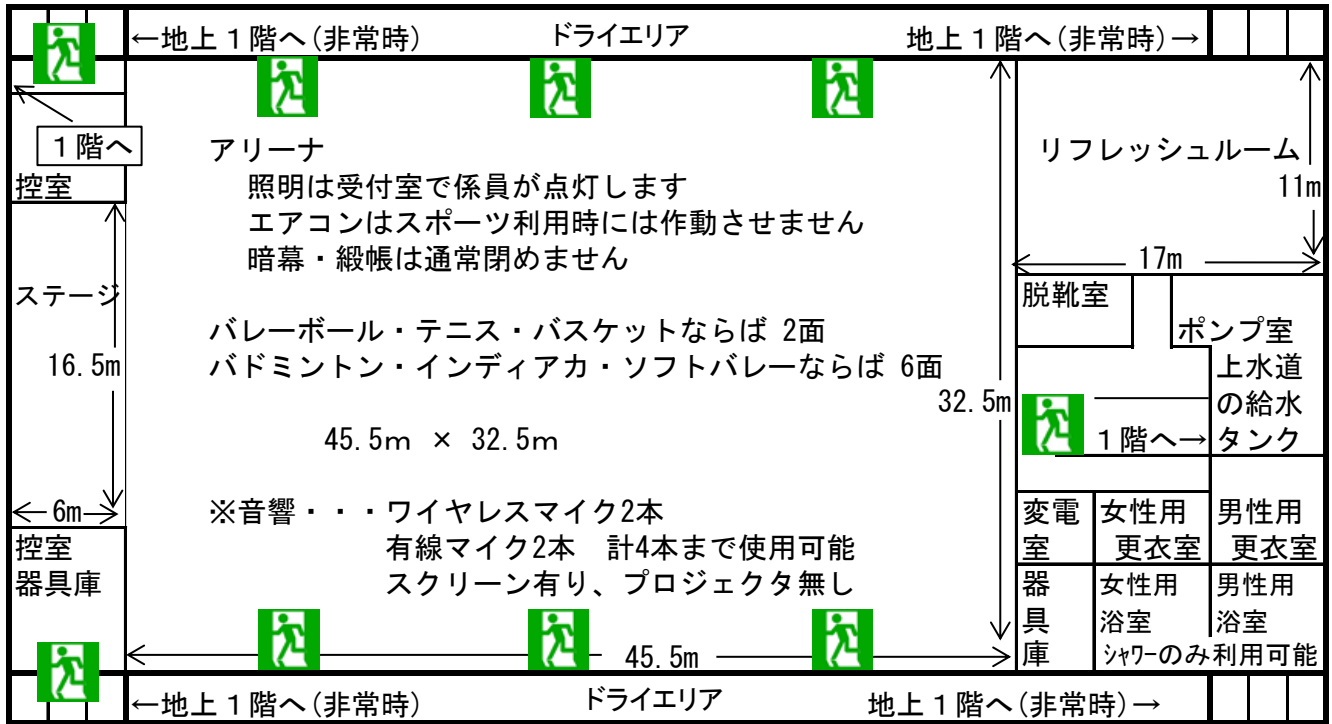 ←地上１階へ(非常時)
ドライエリア
地上１階へ(非常時)→
１階へ
控室
アリーナ
照明は受付室で係員が点灯します
エアコンはスポーツ利用時には作動させません
暗幕・緞帳は通常閉めません
リフレッシュルーム
11m
17m
ステージ
16.5m
6m
バレーボール・テニス・バスケットならば 2面
バドミントン・インディアカ・ソフトバレーならば 6面
32.5m
45.5ｍ × 32.5ｍ
脱靴室
ポンプ室
上水道
の給水
タンク
１階へ→
※音響・・・ワイヤレスマイク2本
有線マイク2本　計4本まで使用可能
スクリーン有り、プロジェクタ無し
控室
器具庫
変電
室
女性用
更衣室
男性用
更衣室
器
具
庫
女性用
浴室
男性用
浴室
ｼｬﾜｰのみ利用可能
45.5m
←地上１階へ(非常時)
ドライエリア
地上１階へ(非常時)→